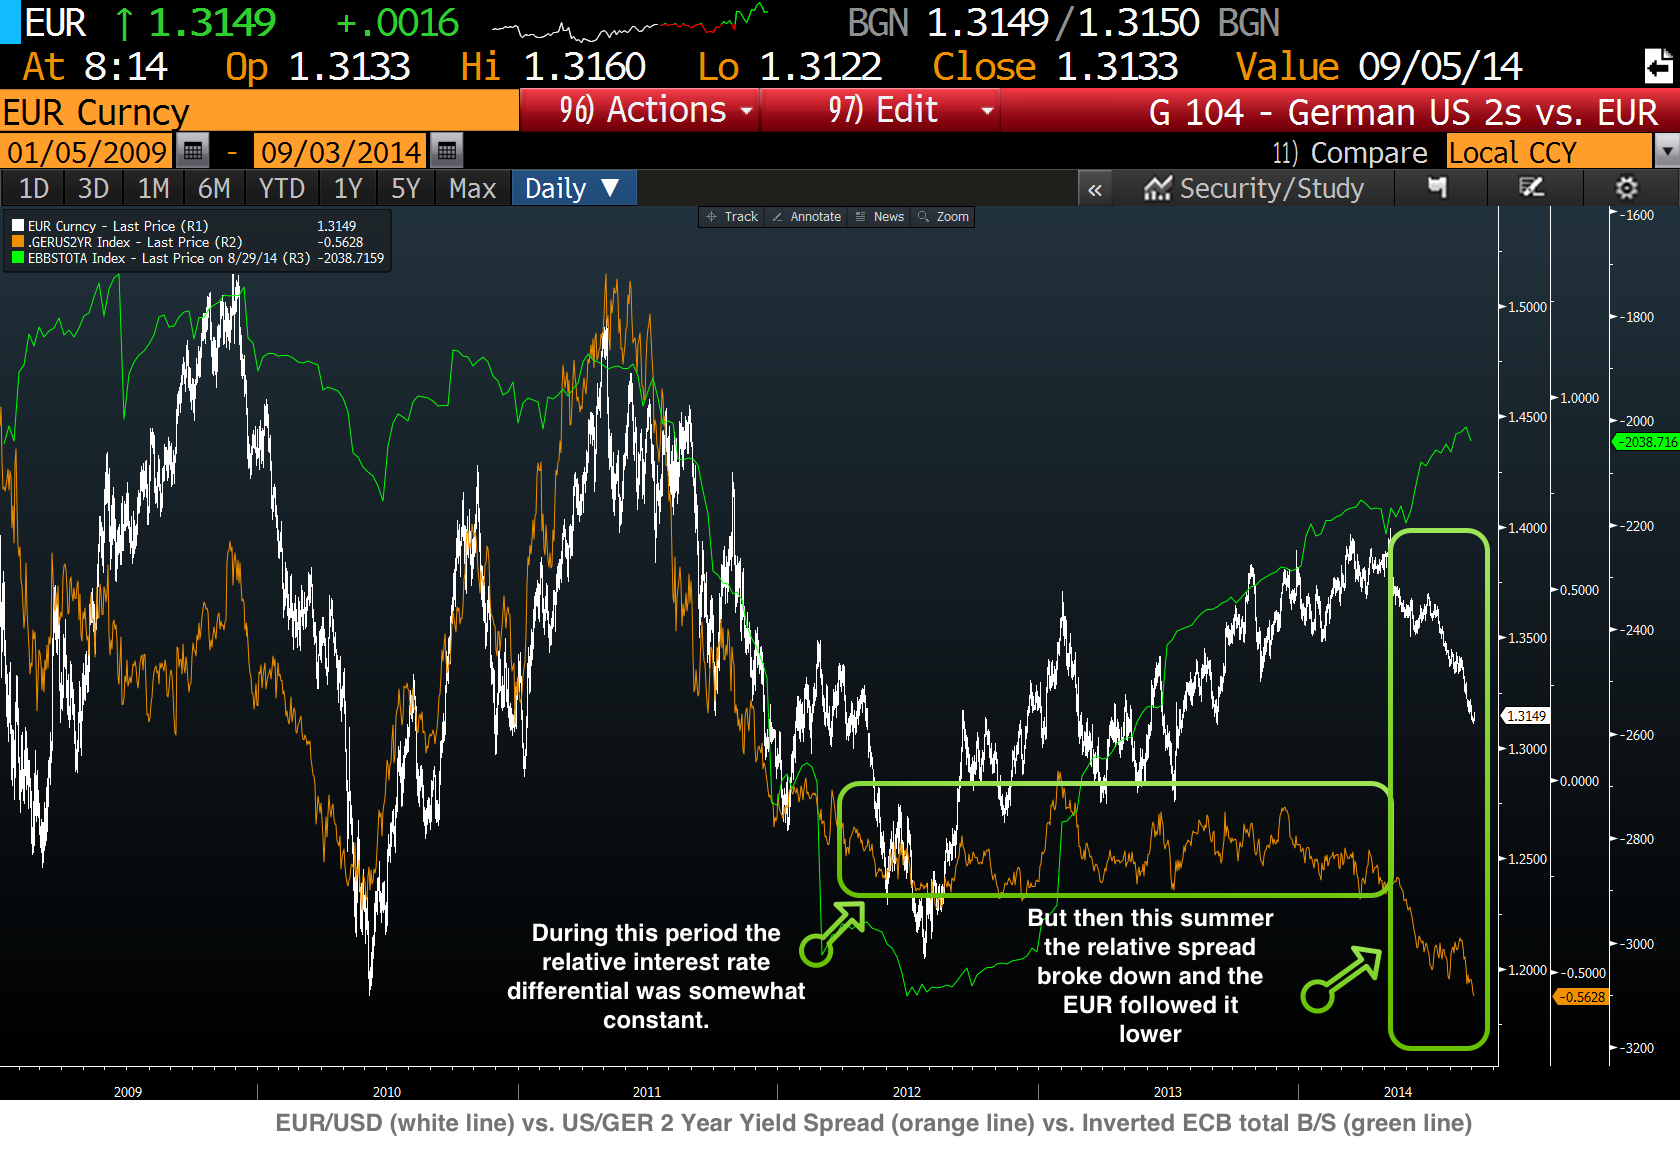 EUR ↑ 1.3149 +.0016 BGN 1.3149/1.3150 BGN
At 8:14 Op 1.3133 Hi 1.3160 Lo 1.3122 Close 1.3133 Value 09/05/14
EUR Curncy 96) Actions 97) Edit G 104 - German US 2s vs. EUR
01/05/2009 - 09/03/2014 11) Compare Local CCY
1D 3D 1M 6M YTD 1Y 5Y Max Daily ▼ « Security/Study
Track Annotate News Zoom
EUR Curncy - Last Price (R1) 1.3149
.GERUS2YR Index - Last Price (R2) -0.5628
EBBSTOTA Index - Last Price on 8/29/14 (R3) -2038.7159
1.5000
1.4500
1.4000
1.3500
1.3149
1.3000
1.2500
1.2000
1.0000
0.5000
0.0000
-0.5000
-0.5628
-1600
-1800
-2000
-2038.716
-2200
-2400
-2600
-2800
-3000
-3200
During this period the
relative interest rate
differential was somewhat
constant.
But then this summer
the relative spread
broke down and the
EUR followed it
lower
2009 2010 2011 2012 2013 2014
EUR/USD (white line) vs. US/GER 2 Year Yield Spread (orange line) vs. Inverted ECB total B/S (green line)